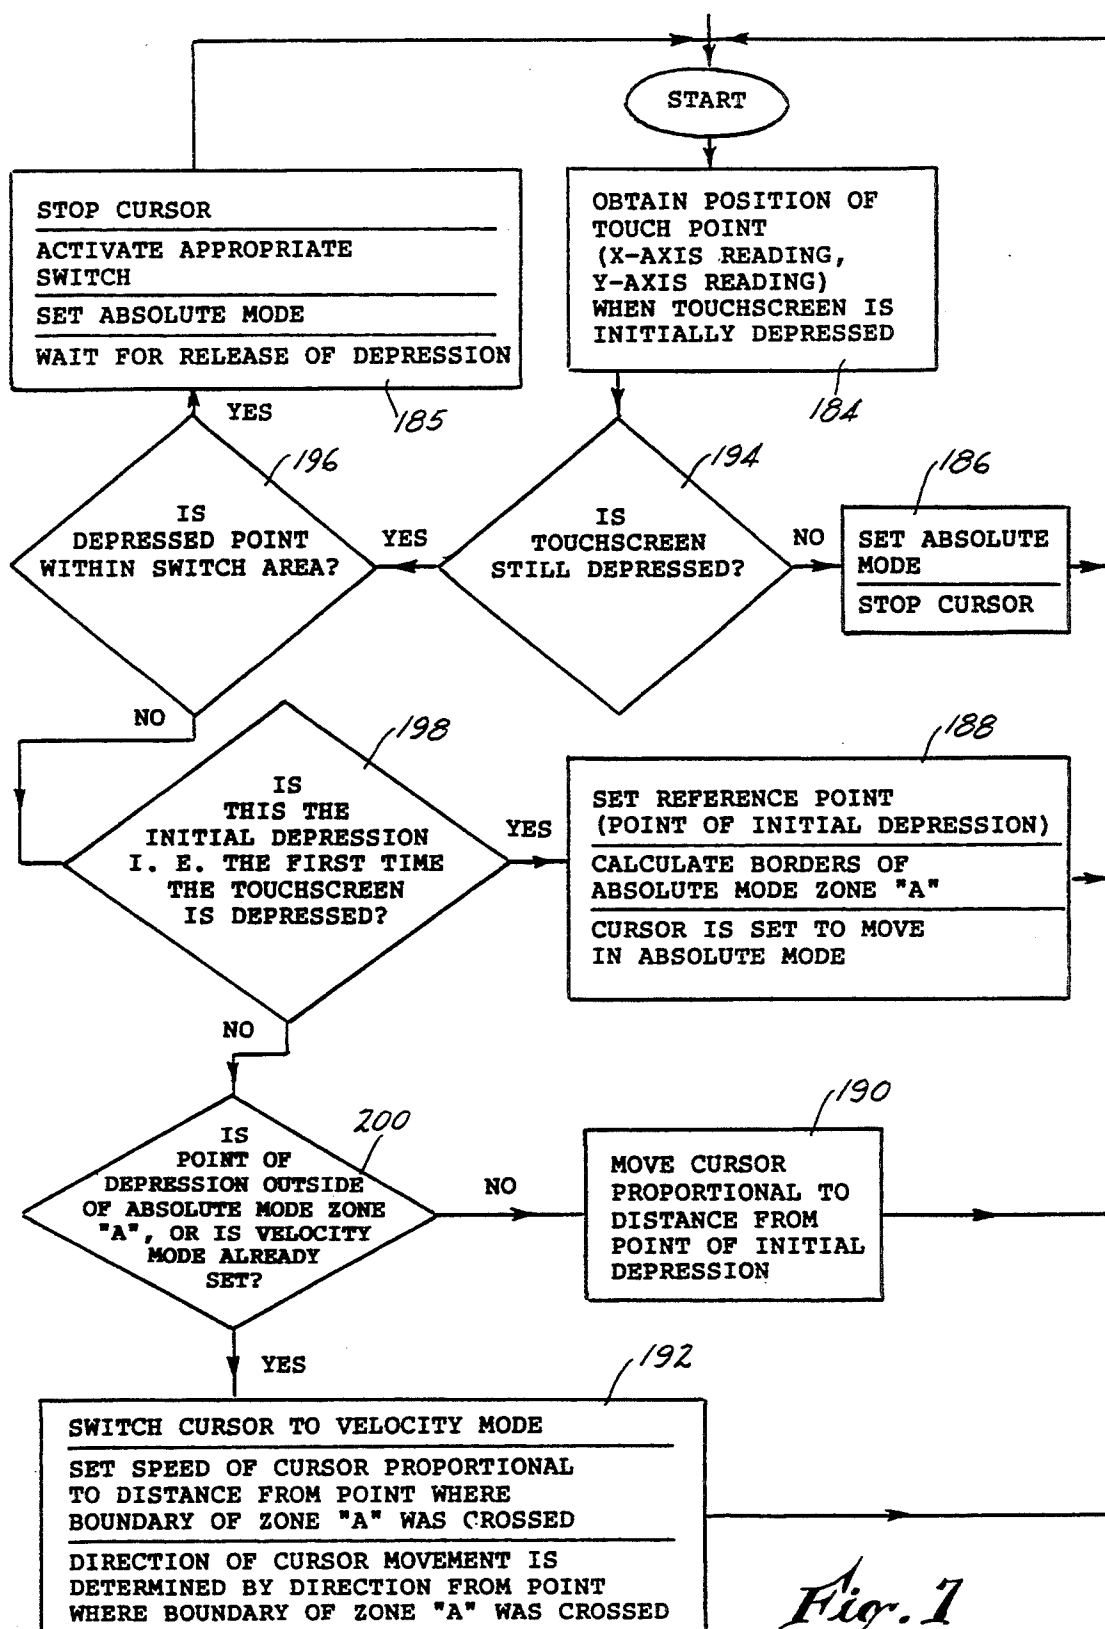 START
OBTAIN POSITION OF
TOUCH POINT
(X-AXIS READING,
Y-AXIS READING)
WHEN TOUCHSCREEN IS
INITIALLY DEPRESSED
184
STOP CURSOR
ACTIVATE APPROPRIATE
SWITCH
SET ABSOLUTE MODE
WAIT FOR RELEASE OF DEPRESSION
185
YES
196
IS
DEPRESSED POINT
WITHIN SWITCH AREA?
YES
194
IS
TOUCHSCREEN
STILL DEPRESSED?
NO
186
SET ABSOLUTE
MODE
STOP CURSOR
NO
198
IS
THIS THE
INITIAL DEPRESSION
I. E. THE FIRST TIME
THE TOUCHSCREEN
IS DEPRESSED?
YES
188
SET REFERENCE POINT
(POINT OF INITIAL DEPRESSION)
CALCULATE BORDERS OF
ABSOLUTE MODE ZONE "A"
CURSOR IS SET TO MOVE
IN ABSOLUTE MODE
NO
200
IS
POINT OF
DEPRESSION OUTSIDE
OF ABSOLUTE MODE ZONE
"A", OR IS VELOCITY
MODE ALREADY
SET?
NO
190
MOVE CURSOR
PROPORTIONAL TO
DISTANCE FROM
POINT OF INITIAL
DEPRESSION
YES
192
SWITCH CURSOR TO VELOCITY MODE
SET SPEED OF CURSOR PROPORTIONAL
TO DISTANCE FROM POINT WHERE
BOUNDARY OF ZONE "A" WAS CROSSED
DIRECTION OF CURSOR MOVEMENT IS
DETERMINED BY DIRECTION FROM POINT
WHERE BOUNDARY OF ZONE "A" WAS CROSSED
Fig. 7